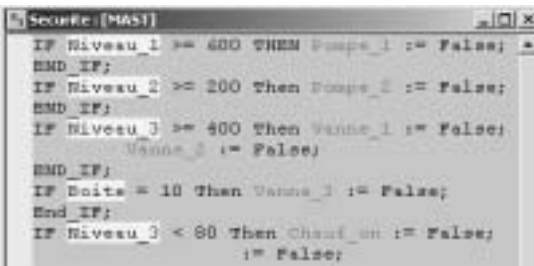 Securite : [MAST]
IF Niveau_1 >= 600 THEN Pompe_1 := False;
END_IF;
IF Niveau_2 >= 200 Then Pompe_2 := False;
END_IF;
IF Niveau_3 >= 400 Then Vanne_1 := False;
Vanne_2 := False;
END_IF;
IF Boite = 10 Then Vanne_3 := False;
End_IF;
IF Niveau_3 < 80 Then Chauf_on := False;
:= False;